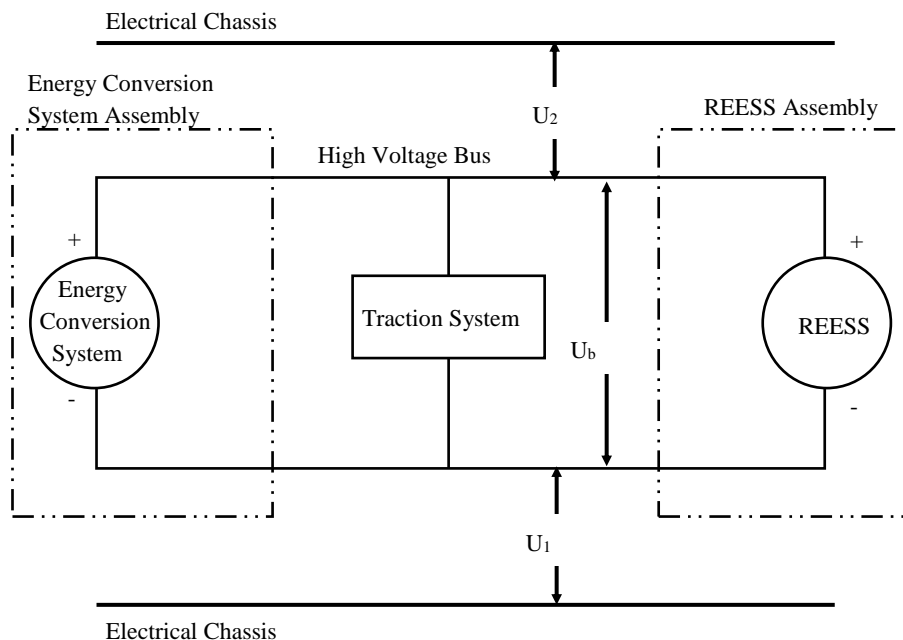 Electrical Chassis
Energy Conversion
System Assembly
U2
REESS Assembly
High Voltage Bus
+
+
Energy
Conversion
System
Traction System
REESS
Ub
-
-
U1
Electrical Chassis